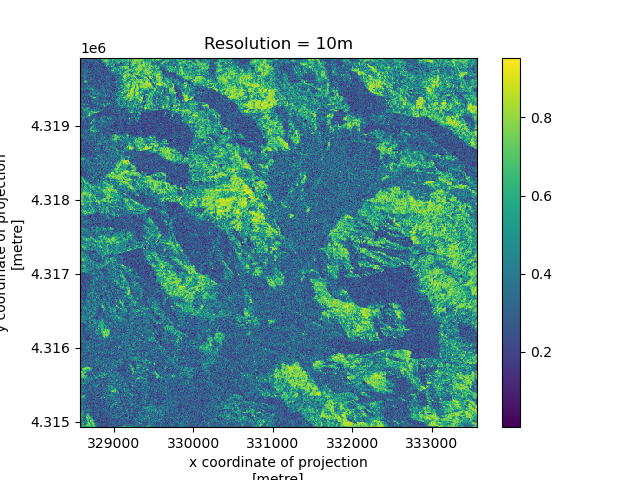 Resolution = 10m
1e6
4.319
4.318
4.317
4.316
4.315
y coordinate of projection
[metre]
329000 330000 331000 332000 333000
x coordinate of projection
[metre]
0.8
0.6
0.4
0.2